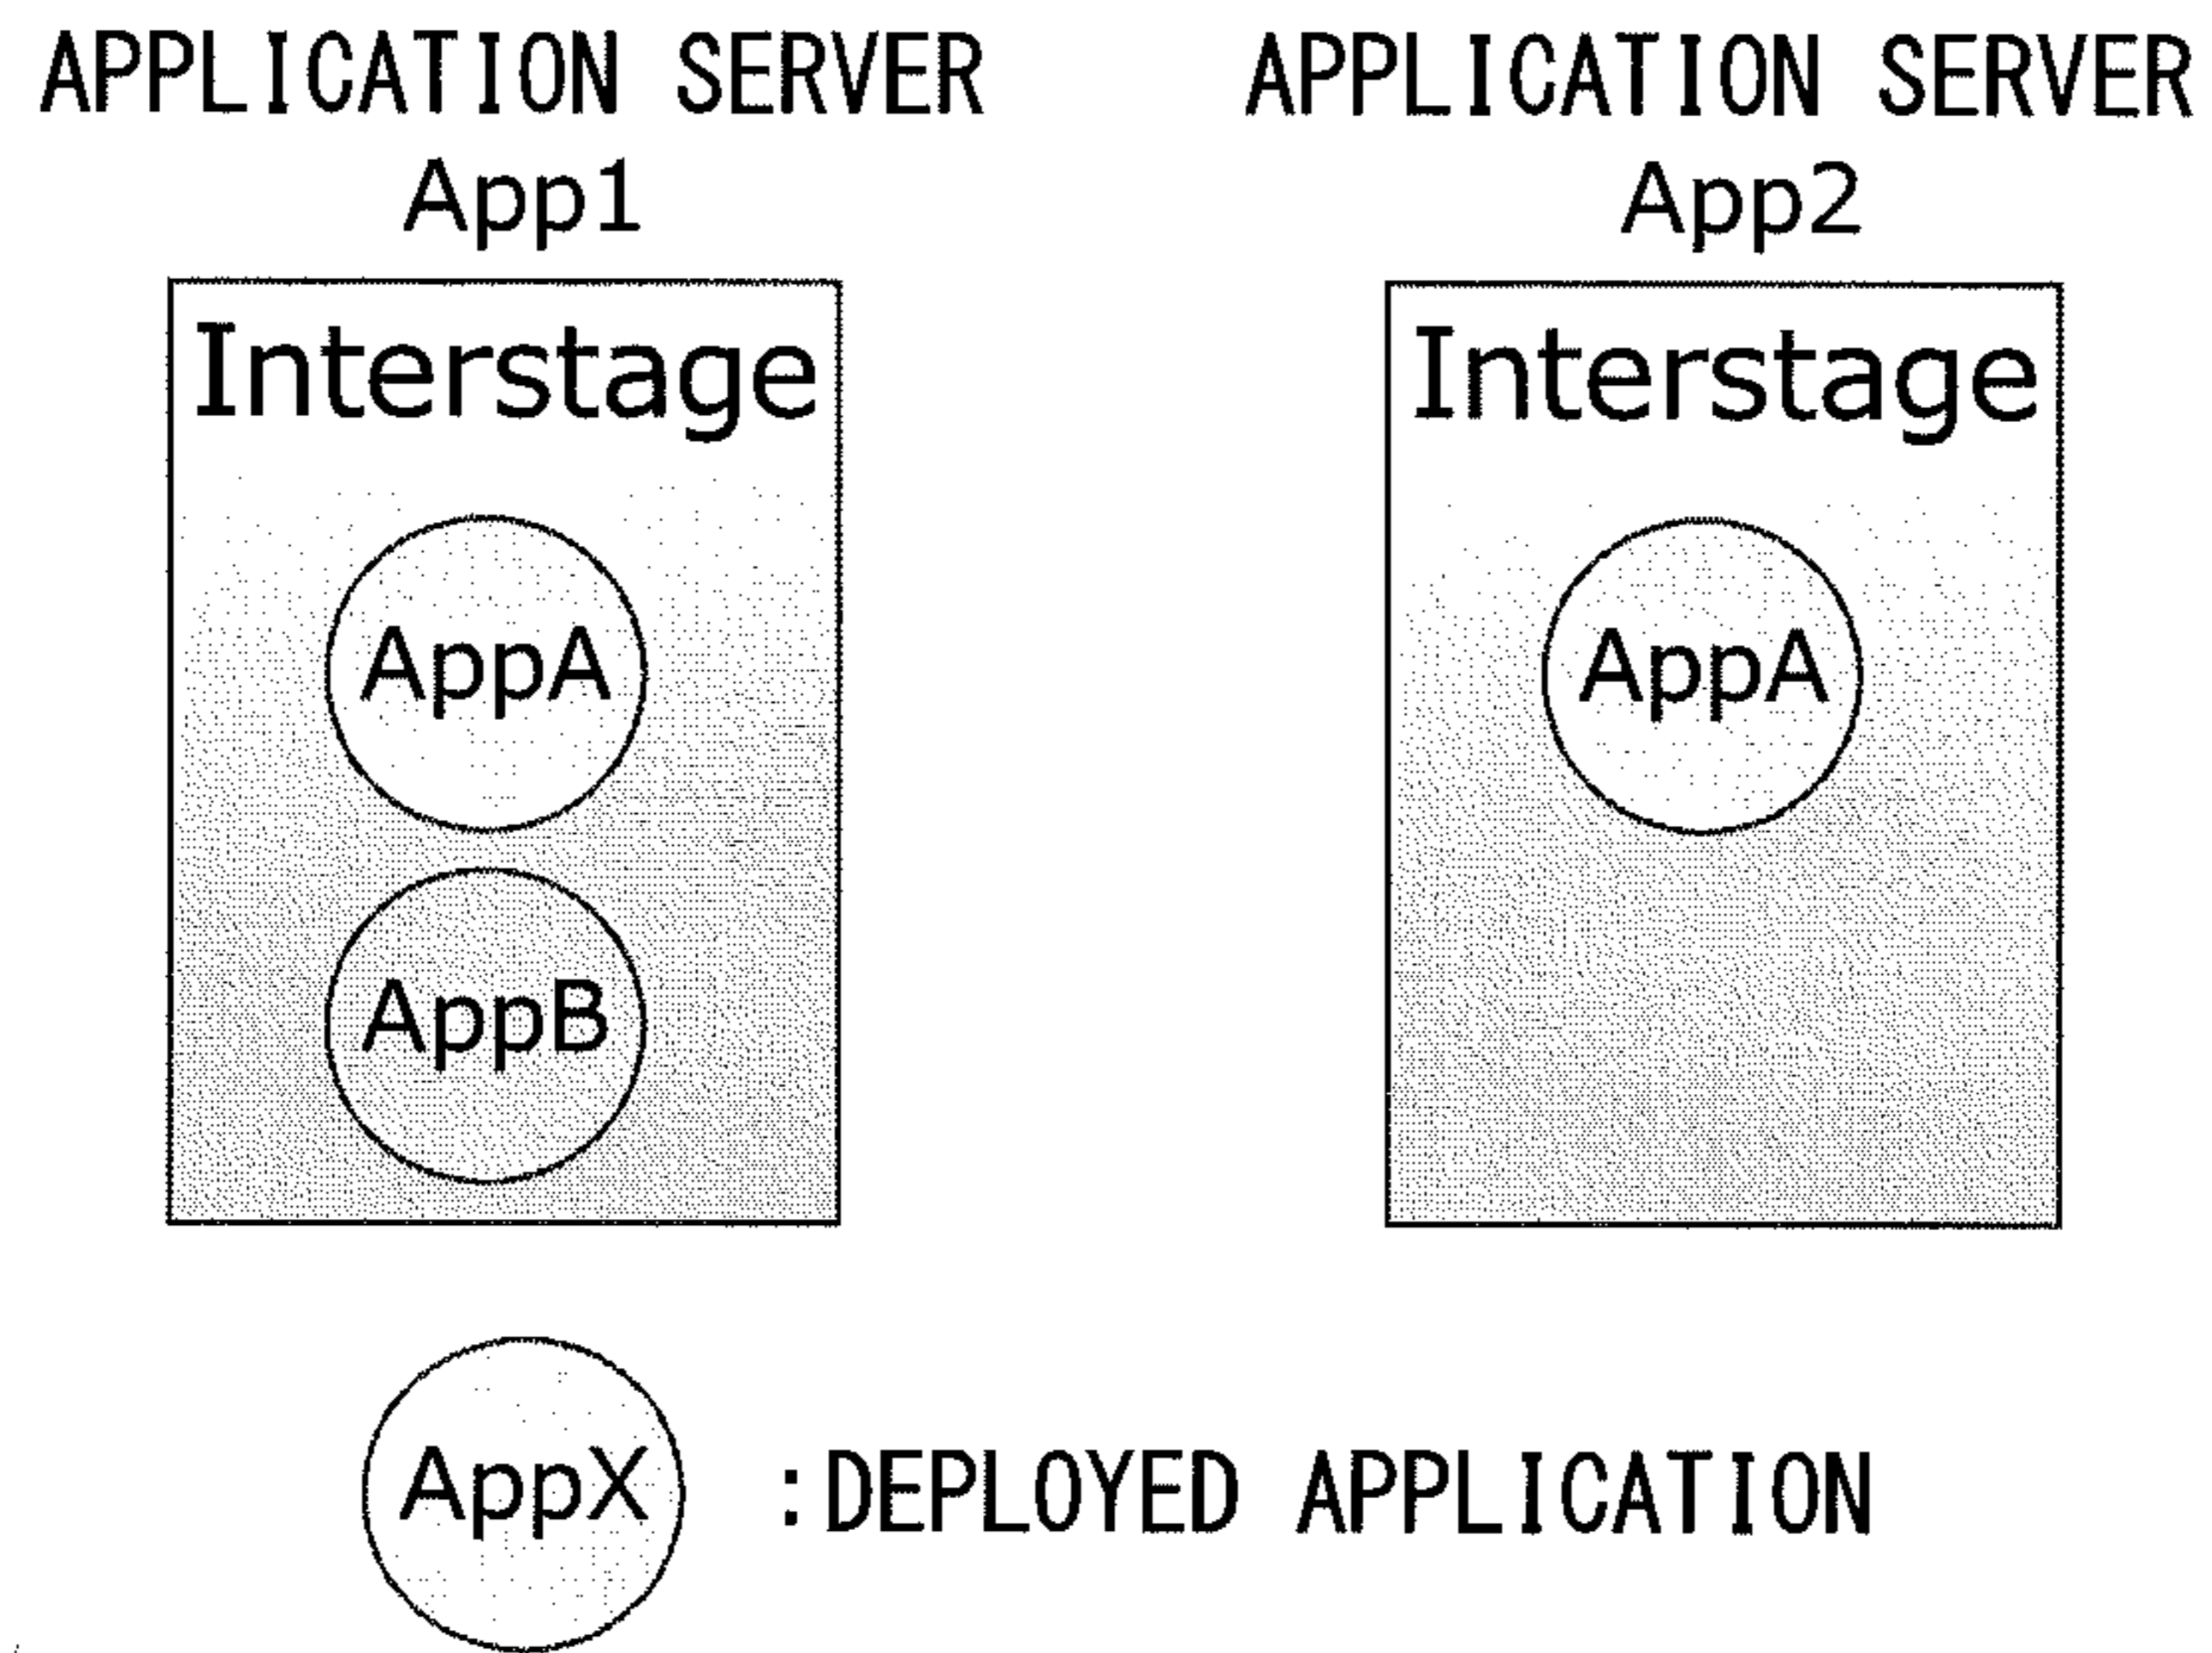 APPLICATION SERVER
App1
Interstage
AppA
AppB
APPLICATION SERVER
App2
Interstage
AppA
AppX :DEPLOYED APPLICATION